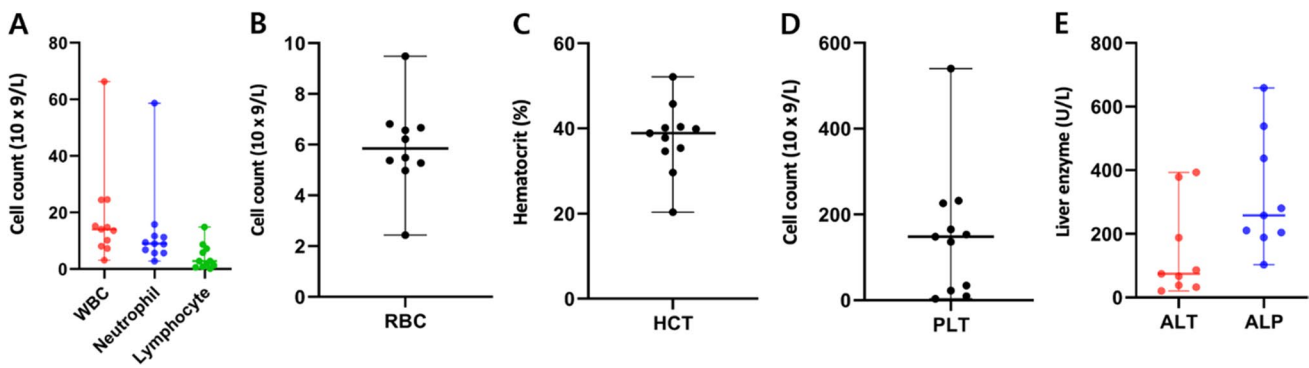 A
Cell count (10 x 9/L)
80
60
40
20
0
WBC
Neutrophil
Lymphocyte
B
Cell count (10 x 9/L)
10
8
6
4
2
0
RBC
C
Hematocrit (%)
60
40
20
0
HCT
D
Cell count (10 x 9/L)
600
400
200
0
PLT
E
Liver enzyme (U/L)
800
600
400
200
0
ALT
ALP